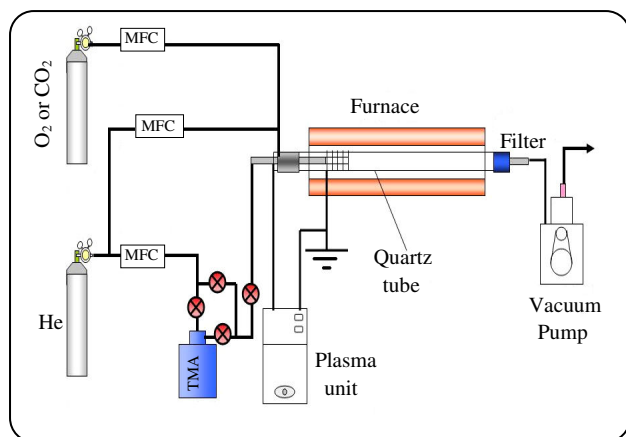 MFC
O₂ or CO₂
Furnace
MFC
Filter
MFC
Quartz
tube
He
TMA
Plasma
unit
Vacuum
Pump